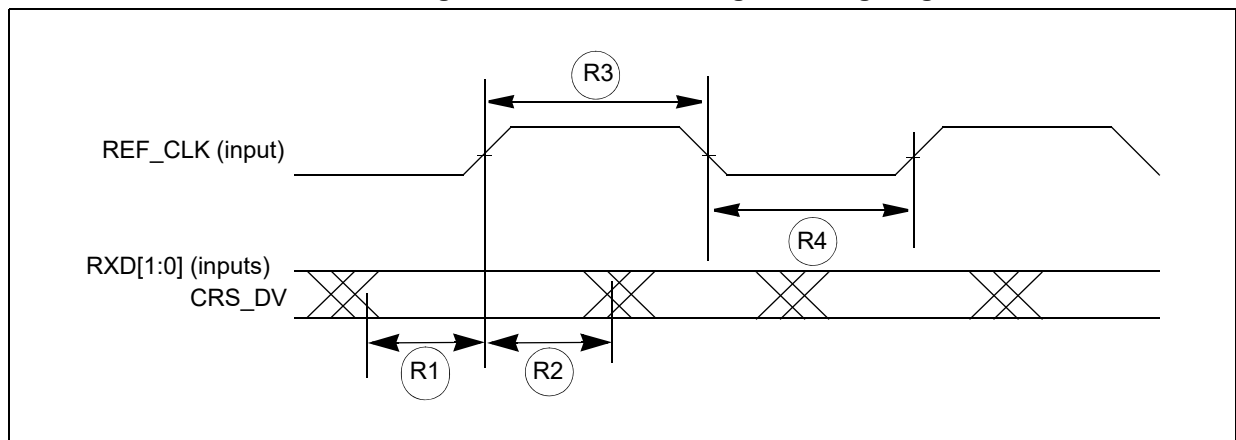 R3
REF_CLK (input)
R4
RXD[1:0] (inputs)
CRS_DV
R1
R2